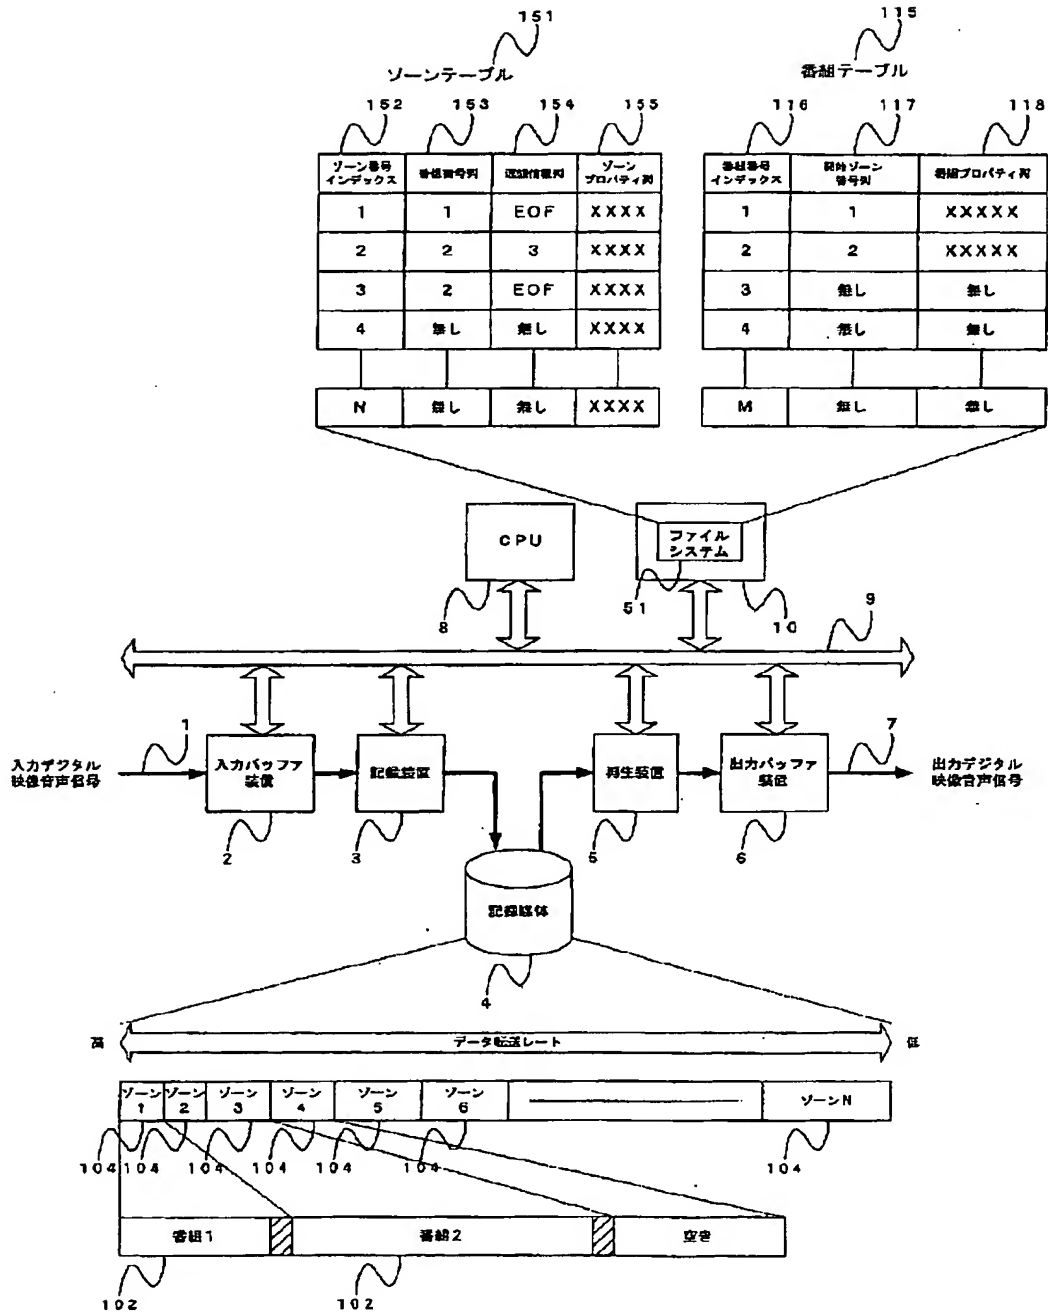 151
115
ゾーンテーブル
番組テーブル
152 153 154 155
116 117 118
ゾーン番号
インデックス
番組番号列
連鎖情報列
ゾーン
プロパティ列
番組番号
インデックス
開始ゾーン
番号列
番組プロパティ列
1 1 EOF XXXX
1 1 XXXXX
2 2 3 XXXX
2 2 XXXXX
3 2 EOF XXXX
3 無し 無し
4 無し 無し XXXX
4 無し 無し
N 無し 無し XXXX
M 無し 無し
CPU
ファイル
システム
8
51
10
9
1
7
入力デジタル
映像音声信号
入力バッファ
装置
記録装置
再生装置
出力バッファ
装置
出力デジタル
映像音声信号
2
3
5
6
記録媒体
4
高
データ転送レート
低
ゾーン
1
ゾーン
2
ゾーン
3
ゾーン
4
ゾーン
5
ゾーン
6
ゾーンN
104 104 104 104 104 104 104
番組1
番組2
空き
102
102